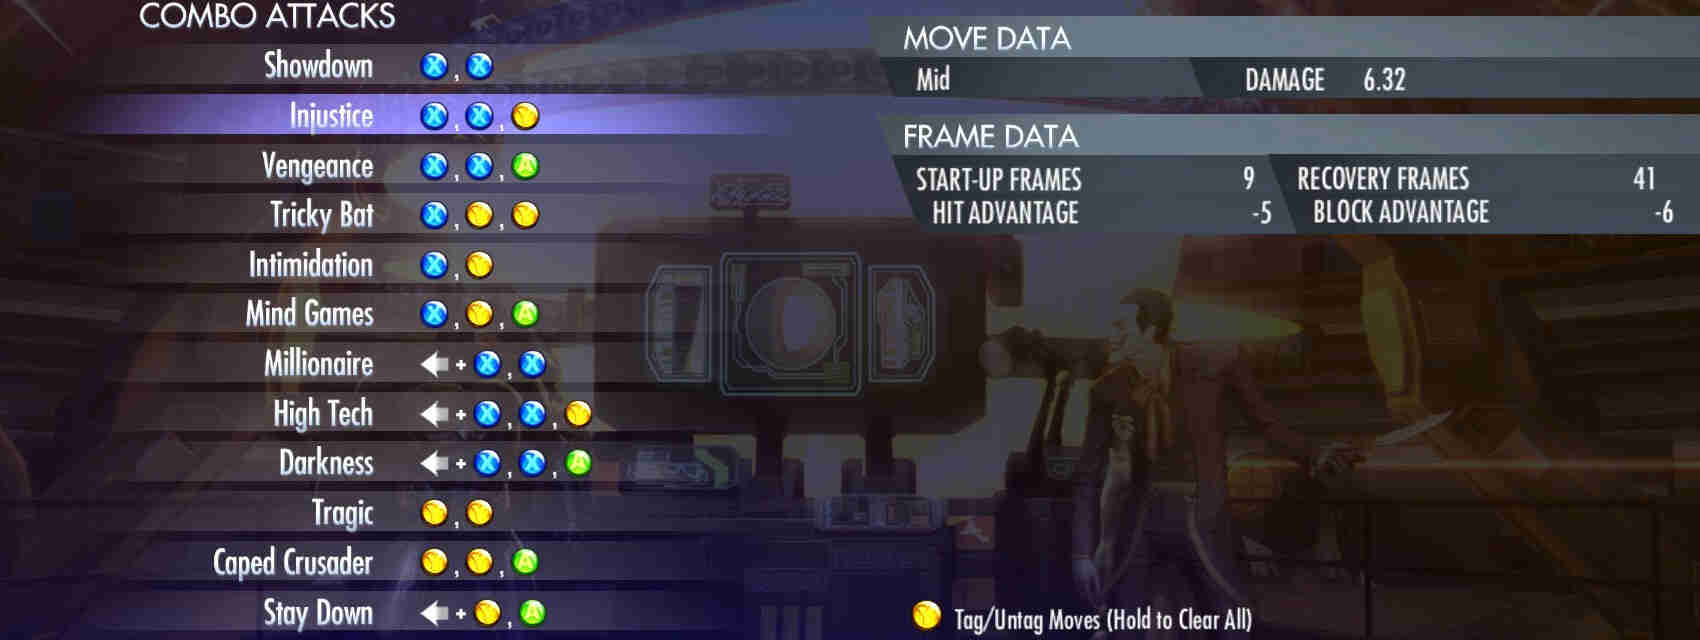 COMBO ATTACKS
Showdown X , X
Injustice X , X , Y
Vengeance X , X , A
Tricky Bat X , Y , Y
Intimidation X , Y
Mind Games X , Y , A
Millionaire ← + X , X
High Tech ← + X , X , Y
Darkness ← + X , X , A
Tragic Y , Y
Caped Crusader Y , Y , A
Stay Down ← + Y , A
MOVE DATA
Mid DAMAGE 6.32
FRAME DATA
START-UP FRAMES 9 RECOVERY FRAMES 41
HIT ADVANTAGE -5 BLOCK ADVANTAGE -6
Y Tag/Untag Moves (Hold to Clear All)